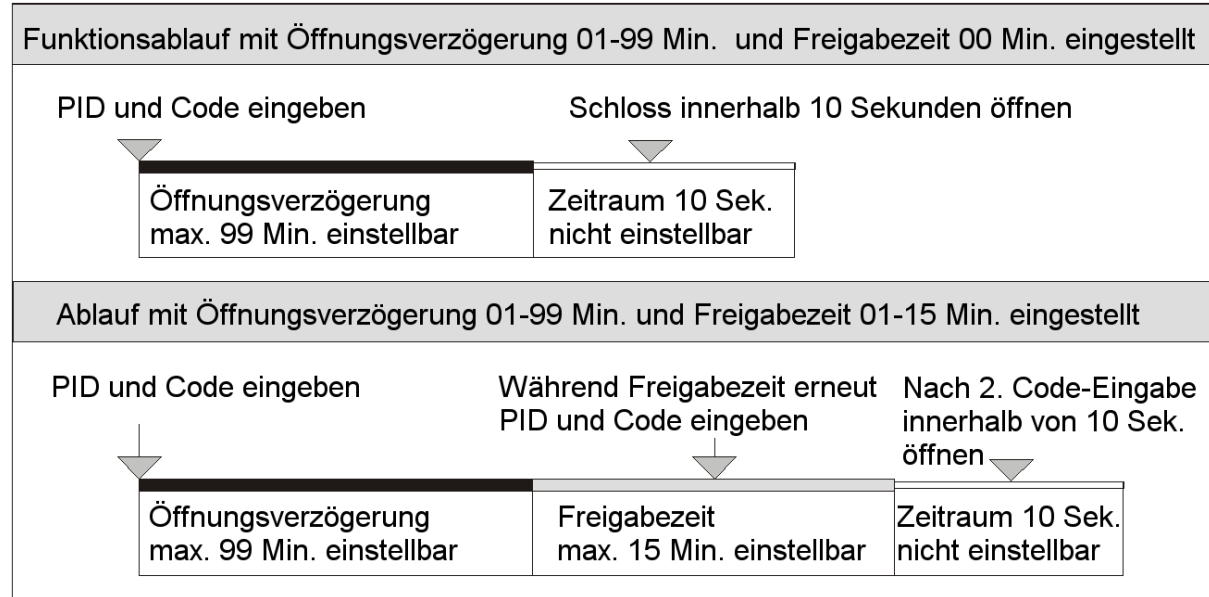 Funktionsablauf mit Öffnungsverzögerung 01-99 Min. und Freigabezeit 00 Min. eingestellt
PID und Code eingeben
Schloss innerhalb 10 Sekunden öffnen
Öffnungsverzögerung
max. 99 Min. einstellbar
Zeitraum 10 Sek.
nicht einstellbar
Ablauf mit Öffnungsverzögerung 01-99 Min. und Freigabezeit 01-15 Min. eingestellt
PID und Code eingeben
Während Freigabezeit erneut
PID und Code eingeben
Nach 2. Code-Eingabe
innerhalb von 10 Sek.
öffnen
Öffnungsverzögerung
max. 99 Min. einstellbar
Freigabezeit
max. 15 Min. einstellbar
Zeitraum 10 Sek.
nicht einstellbar